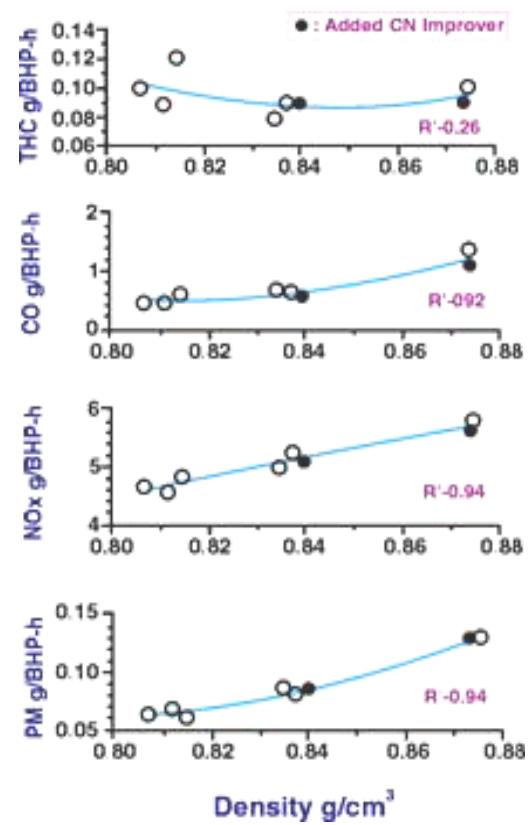 ● : Added CN Improver
THC g/BHP-h
0.14
0.12
0.10
0.08
0.06
R'-0.26
0.80 0.82 0.84 0.86 0.88
CO g/BHP-h
2
1
0
R'-092
0.80 0.82 0.84 0.86 0.88
NOx g/BHP-h
6
5
4
R'-0.94
0.80 0.82 0.84 0.86 0.88
PM g/BHP-h
0.15
0.10
0.05
R'-0.94
0.80 0.82 0.84 0.86 0.88
Density g/cm³